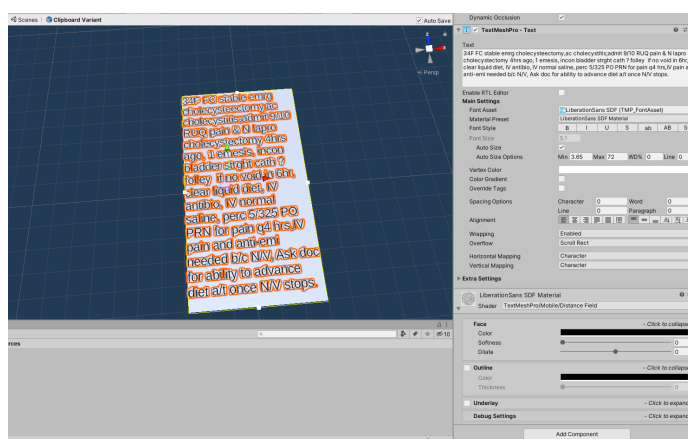 Scenes
Clipboard Variant
Auto Save
z
x
Persp
34F FC stable emrg
cholecysteectomy,ac
cholecystitis;admit 9/10
RUQ pain & N lapro
cholecystectomy 4hrs
ago, 1 emesis, incon
bladder strght cath ?
folley if no void in 6hr,
clear liquid diet, IV
antibio, IV normal
saline, perc 5/325 PO
PRN for pain q4 hrs,IV
pain and anti-emi
needed b/c N/V, Ask doc
for ability to advance
diet a/t once N/V stops.
10
rces
Dynamic Occlusion
TextMeshPro - Text
Text
34F FC stable emrg cholecysteectomy,ac cholecystitis;admit 9/10 RUQ pain & N lapro
cholecystectomy 4hrs ago, 1 emesis, incon bladder strght cath ? folley if no void in 6hr,
clear liquid diet, IV antibio, IV normal saline, perc 5/325 PO PRN for pain q4 hrs,IV pain a
anti-emi needed b/c N/V, Ask doc for ability to advance diet a/t once N/V stops.
Enable RTL Editor
Main Settings
Font Asset LiberationSans SDF (TMP_FontAsset)
Material Preset LiberationSans SDF Material
Font Style B I U S ab AB S
Font Size 5.1
Auto Size
Auto Size Options Min 3.65 Max 72 WD% 0 Line 0
Vertex Color
Color Gradient
Override Tags
Spacing Options Character 0 Word 0
Line 0 Paragraph 0
Alignment
Wrapping Enabled
Overflow Scroll Rect
Horizontal Mapping Character
Vertical Mapping Character
Extra Settings
LiberationSans SDF Material
Shader TextMeshPro/Mobile/Distance Field
Face - Click to collaps
Color
Softness 0
Dilate 0
Outline - Click to collaps
Color
Thickness 0
Underlay - Click to expand
Debug Settings - Click to expand
Add Component